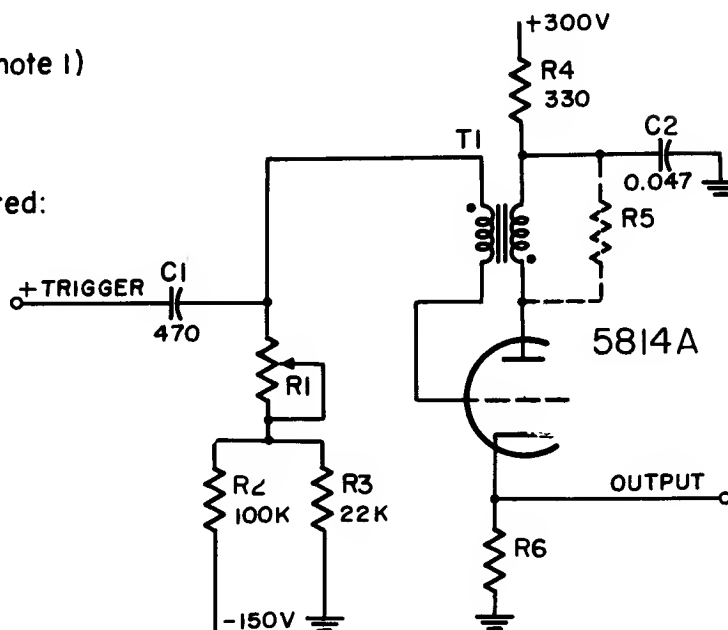 note 1)
red:
+300V
R4
330
T1
C2
0.047
R5
+TRIGGER
C1
470
5814A
R1
R2
100K
R3
22K
OUTPUT
R6
-150V